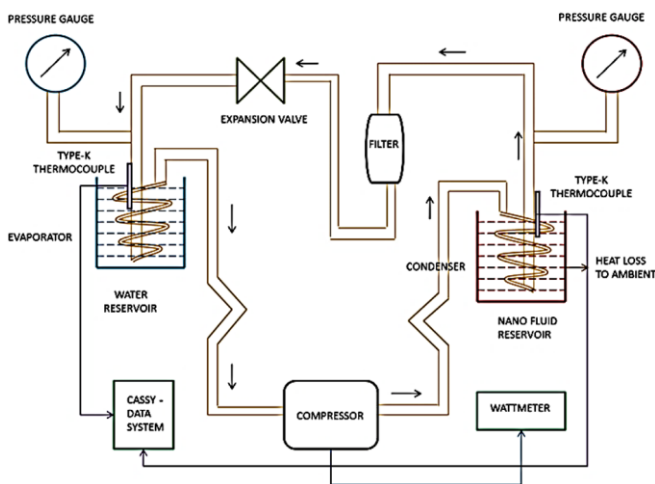 PRESSURE GAUGE
PRESSURE GAUGE
EXPANSION VALVE
FILTER
TYPE-K
THERMOCOUPLE
TYPE-K
THERMOCOUPLE
EVAPORATOR
CONDENSER
HEAT LOSS
TO AMBIENT
WATER
RESERVOIR
NANO FLUID
RESERVOIR
CASSY -
DATA
SYSTEM
COMPRESSOR
WATTMETER